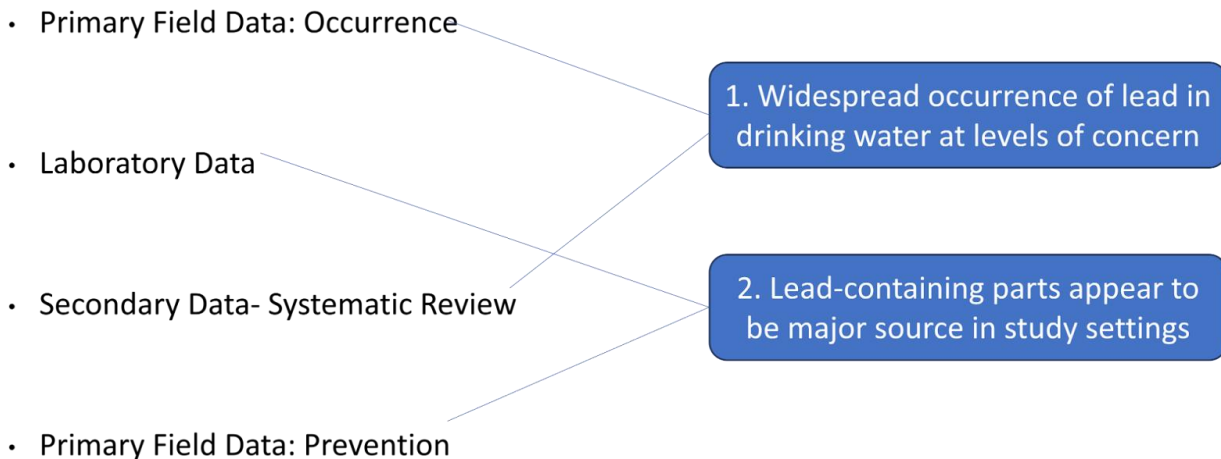 • Primary Field Data: Occurrence
1. Widespread occurrence of lead in
drinking water at levels of concern
• Laboratory Data
• Secondary Data- Systematic Review
2. Lead-containing parts appear to
be major source in study settings
• Primary Field Data: Prevention